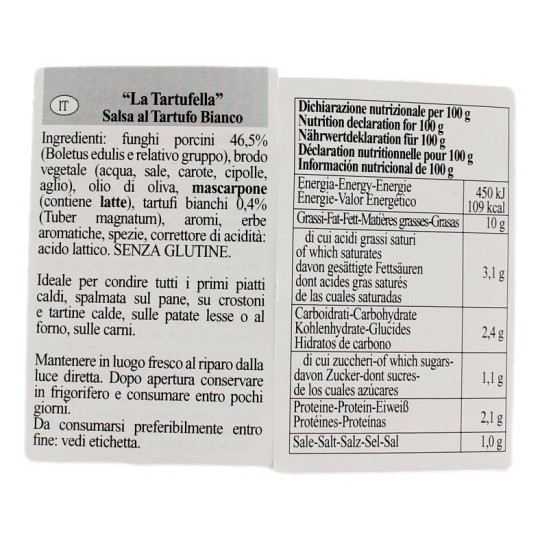 IT
“La Tartufella”
Salsa al Tartufo Bianco
Ingredienti: funghi porcini 46,5%
(Boletus edulis e relativo gruppo), brodo
vegetale (acqua, sale, carote, cipolle,
aglio), olio di oliva, mascarpone
(contiene latte), tartufi bianchi 0,4%
(Tuber magnatum), aromi, erbe
aromatiche, spezie, correttore di acidità:
acido lattico. SENZA GLUTINE.
Ideale per condire tutti i primi piatti
caldi, spalmata sul pane, su crostoni
e tartine calde, sulle patate lesse o al
forno, sulle carni.
Mantenere in luogo fresco al riparo dalla
luce diretta. Dopo apertura conservare
in frigorifero e consumare entro pochi
giorni.
Da consumarsi preferibilmente entro
fine: vedi etichetta.
Dichiarazione nutrizionale per 100 g
Nutrition declaration for 100 g
Nährwertdeklaration für 100 g
Déclaration nutritionnelle pour 100 g
Información nutricional de 100 g
Energia-Energy-Energie 450 kJ
Énergie-Valor Energético 109 kcal
Grassi-Fat-Fett-Matières grasses-Grasas 10 g
di cui acidi grassi saturi
of which saturates
davon gesättigte Fettsäuren 3,1 g
dont acides gras saturés
de las cuales saturadas
Carboidrati-Carbohydrate
Kohlenhydrate-Glucides 2,4 g
Hidratos de carbono
di cui zuccheri-of which sugars-
davon Zucker-dont sucres- 1,1 g
de los cuales azúcares
Proteine-Protein-Eiweiß
Protéines-Proteínas 2,1 g
Sale-Salt-Salz-Sel-Sal 1,0 g